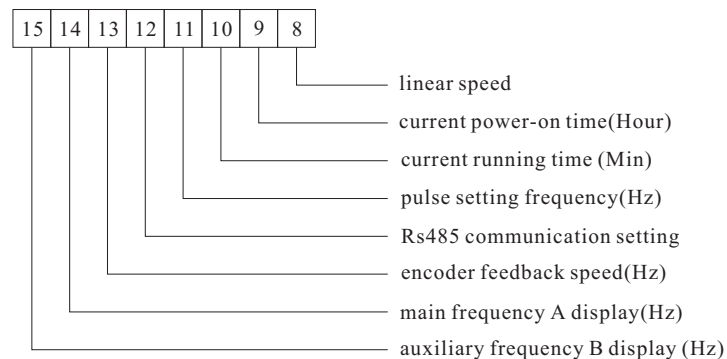 15 14 13 12 11 10 9 8
linear speed
current power-on time(Hour)
current running time (Min)
pulse setting frequency(Hz)
Rs485 communication setting
encoder feedback speed(Hz)
main frequency A display(Hz)
auxiliary frequency B display (Hz)